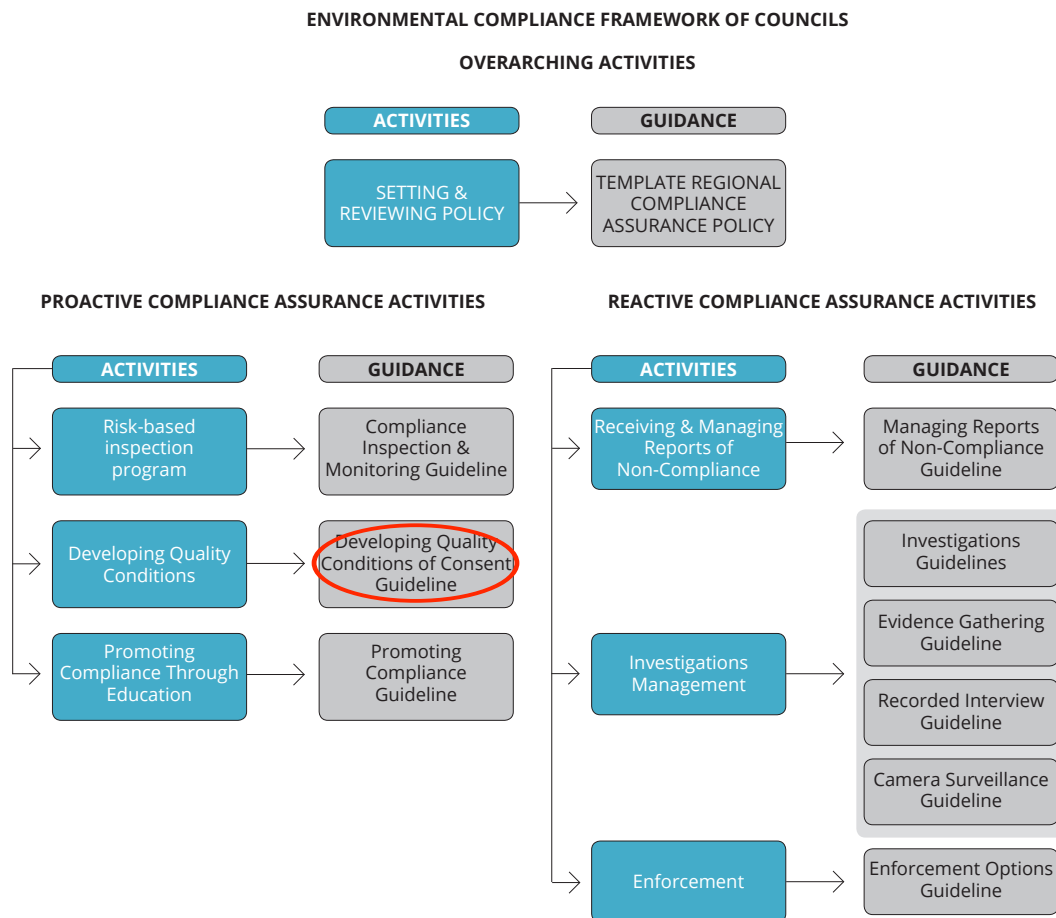 ENVIRONMENTAL COMPLIANCE FRAMEWORK OF COUNCILS
OVERARCHING ACTIVITIES
ACTIVITIES
GUIDANCE
SETTING &
REVIEWING POLICY
TEMPLATE REGIONAL
COMPLIANCE
ASSURANCE POLICY
PROACTIVE COMPLIANCE ASSURANCE ACTIVITIES
ACTIVITIES
GUIDANCE
Risk-based
inspection
program
Compliance
Inspection &
Monitoring Guideline
Developing Quality
Conditions
Developing Quality
Conditions of Consent
Guideline
Promoting
Compliance Through
Education
Promoting
Compliance
Guideline
REACTIVE COMPLIANCE ASSURANCE ACTIVITIES
ACTIVITIES
GUIDANCE
Receiving & Managing
Reports of
Non-Compliance
Managing Reports
of Non-Compliance
Guideline
Investigations
Management
Investigations
Guidelines
Evidence Gathering
Guideline
Recorded Interview
Guideline
Camera Surveillance
Guideline
Enforcement
Enforcement Options
Guideline